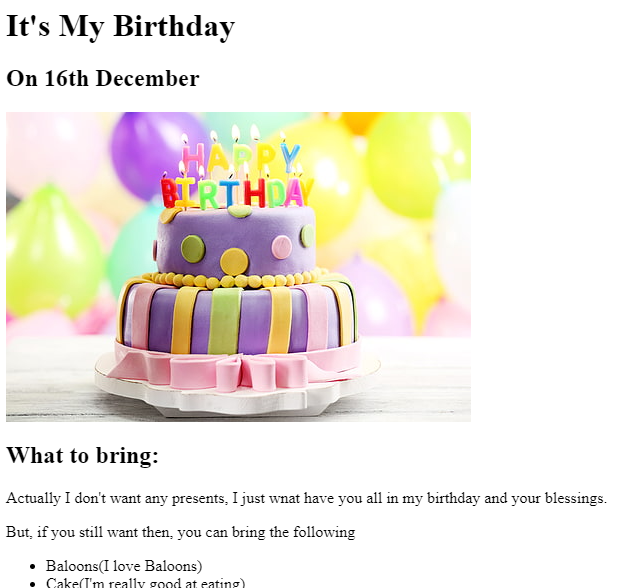 It's My Birthday
On 16th December
HAPPY
BIRTHDAY
What to bring:
Actually I don't want any presents, I just wnat have you all in my birthday and your blessings.
But, if you still want then, you can bring the following
Baloons(I love Baloons)
Cake(I'm really good at eating)